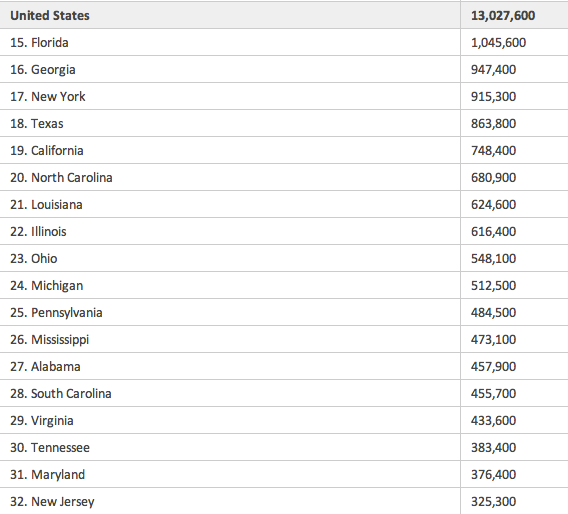 United States 13,027,600
15. Florida 1,045,600
16. Georgia 947,400
17. New York 915,300
18. Texas 863,800
19. California 748,400
20. North Carolina 680,900
21. Louisiana 624,600
22. Illinois 616,400
23. Ohio 548,100
24. Michigan 512,500
25. Pennsylvania 484,500
26. Mississippi 473,100
27. Alabama 457,900
28. South Carolina 455,700
29. Virginia 433,600
30. Tennessee 383,400
31. Maryland 376,400
32. New Jersey 325,300